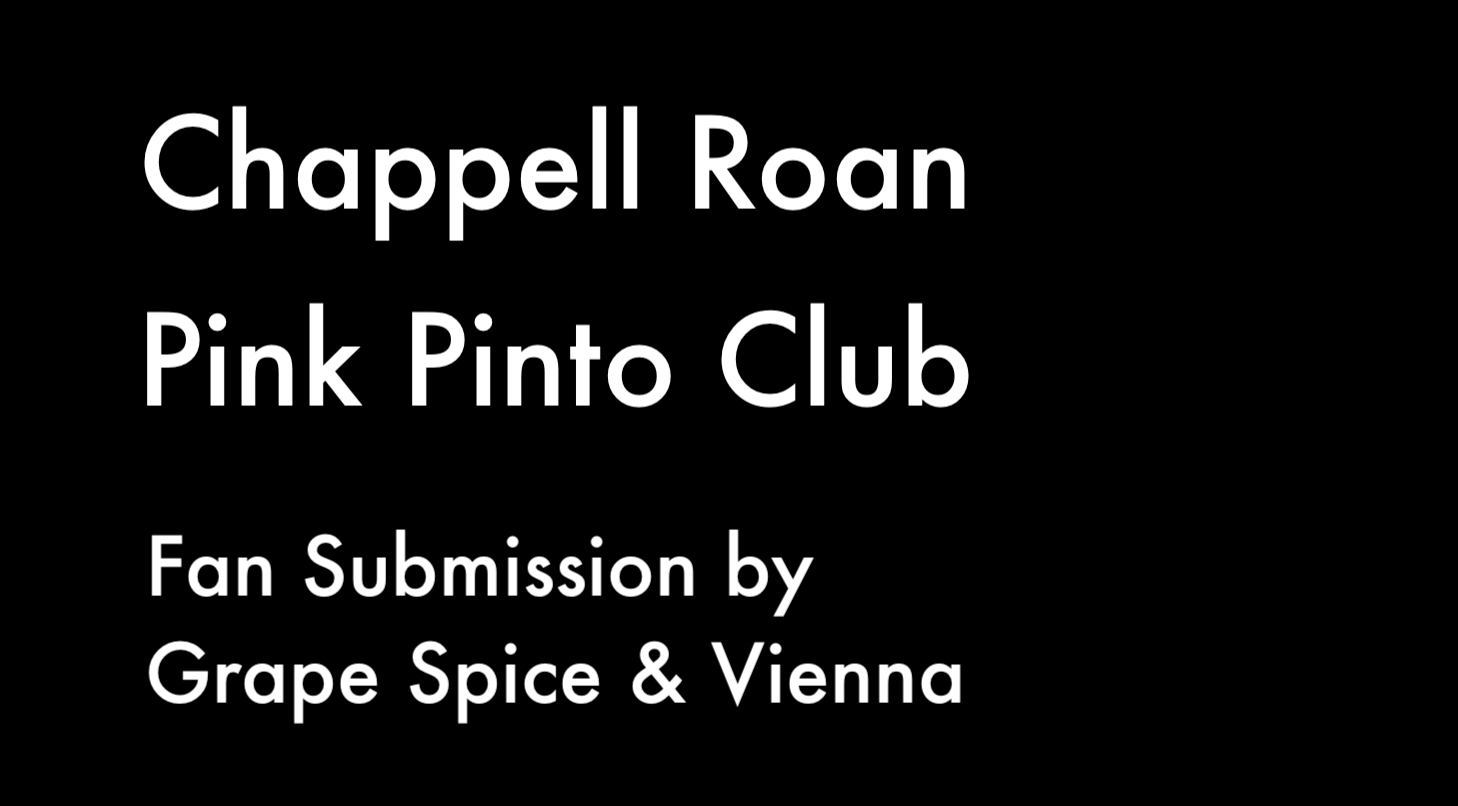 Chappell Roan
Pink Pinto Club
Fan Submission by
Grape Spice & Vienna